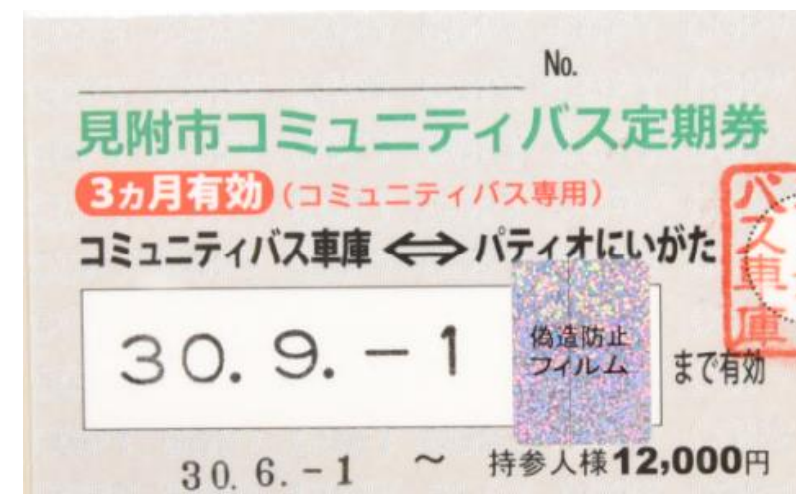 No.
見附市コミュニティバス定期券
3ヵ月有効(コミュニティバス専用)
コミュニティバス車庫 ⇔ パティオにいがた
バス車庫
30. 9. -1
偽造防止
フィルム
まで有効
30. 6. -1 ~ 持参人様12,000円